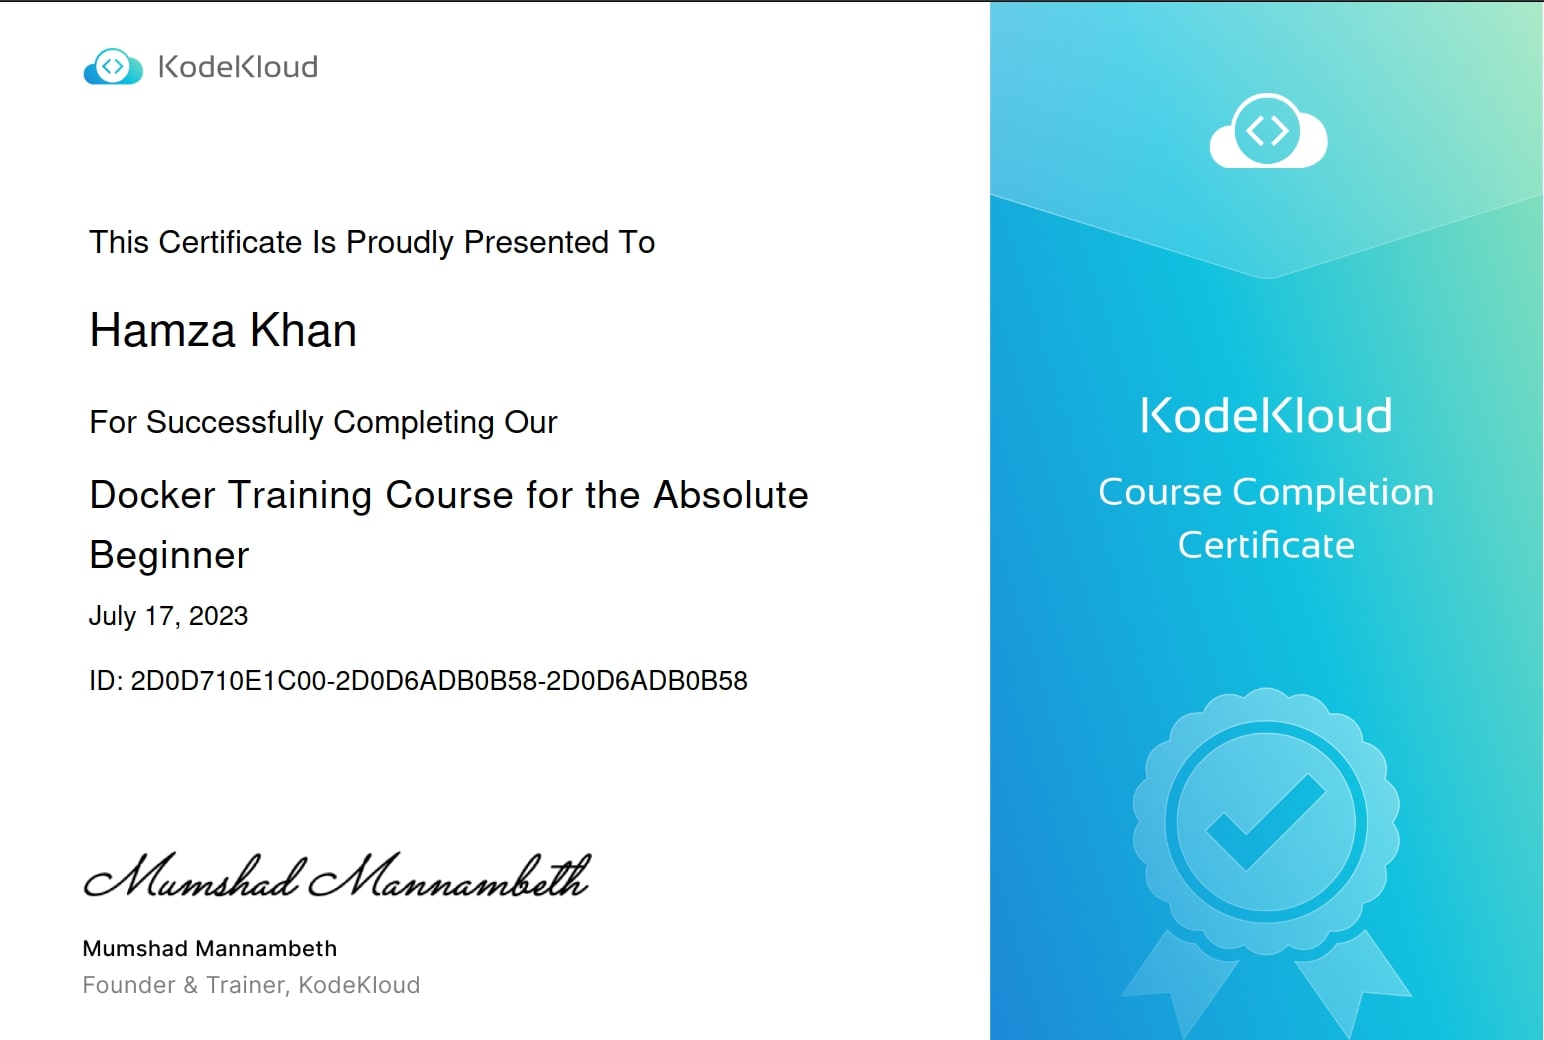 KodeKloud
This Certificate Is Proudly Presented To
Hamza Khan
For Successfully Completing Our
Docker Training Course for the Absolute
Beginner
July 17, 2023
ID: 2D0D710E1C00-2D0D6ADB0B58-2D0D6ADB0B58
Mumshad Mannambeth
Mumshad Mannambeth
Founder & Trainer, KodeKloud
KodeKloud
Course Completion
Certificate